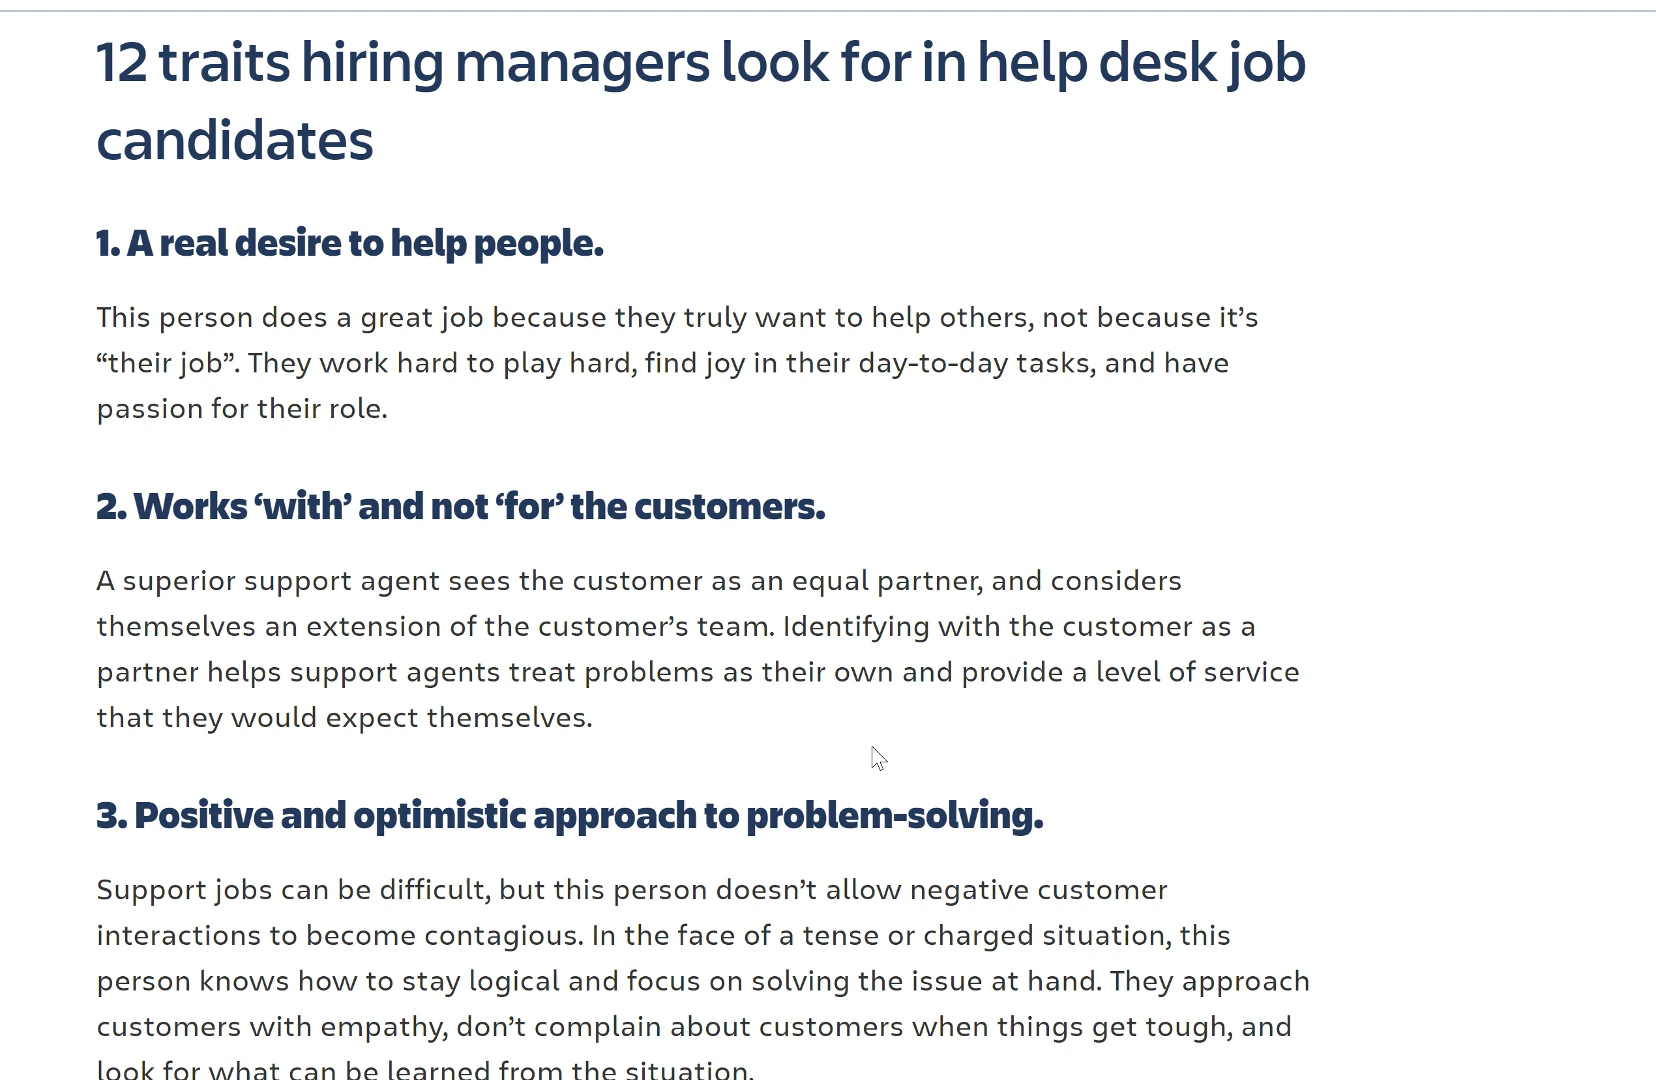 12 traits hiring managers look for in help desk job
candidates
1. A real desire to help people.
This person does a great job because they truly want to help others, not because it’s
“their job”. They work hard to play hard, find joy in their day-to-day tasks, and have
passion for their role.
2. Works ‘with’ and not ‘for’ the customers.
A superior support agent sees the customer as an equal partner, and considers
themselves an extension of the customer’s team. Identifying with the customer as a
partner helps support agents treat problems as their own and provide a level of service
that they would expect themselves.
3. Positive and optimistic approach to problem-solving.
Support jobs can be difficult, but this person doesn’t allow negative customer
interactions to become contagious. In the face of a tense or charged situation, this
person knows how to stay logical and focus on solving the issue at hand. They approach
customers with empathy, don’t complain about customers when things get tough, and
look for what can be learned from the situation.